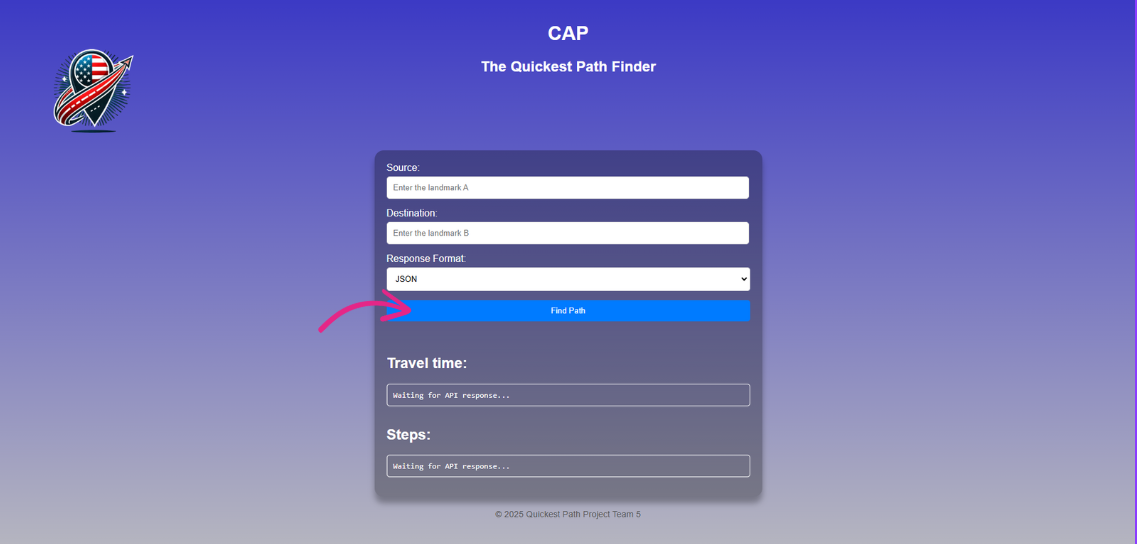 CAP
The Quickest Path Finder
Source:
Enter the landmark A
Destination:
Enter the landmark B
Response Format:
JSON
Find Path
Travel time:
Waiting for API response...
Steps:
Waiting for API response...
© 2025 Quickest Path Project Team 5